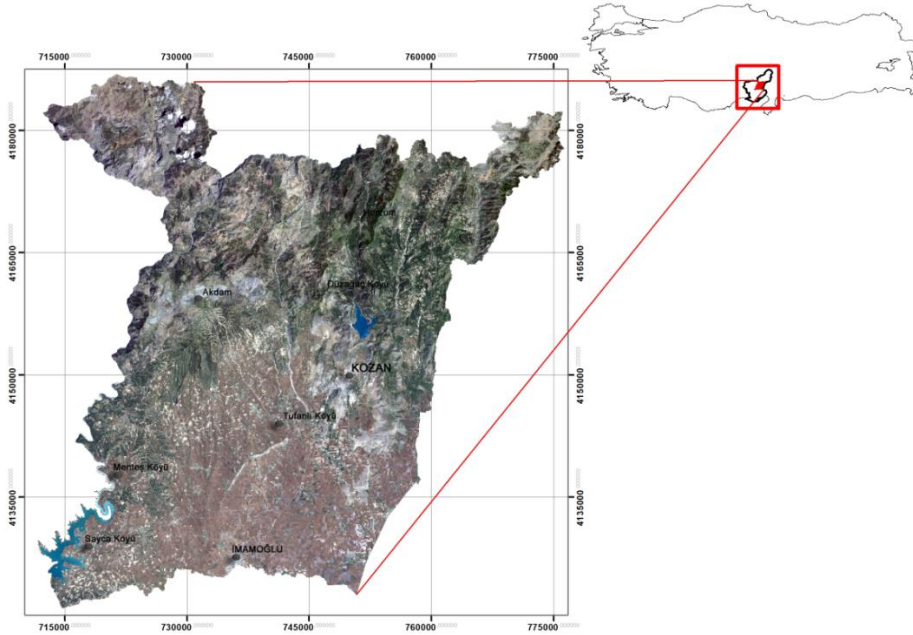 715000 730000 745000 760000 775000
4180000 4180000
Horzum
4165000 4165000
Düzağaç Köyü
Akdam
KOZAN
4150000 4150000
Tufanlı Köyü
Menteş Köyü
4135000 4135000
Sayca Köyü
İMAMOĞLU
715000 730000 745000 760000 775000